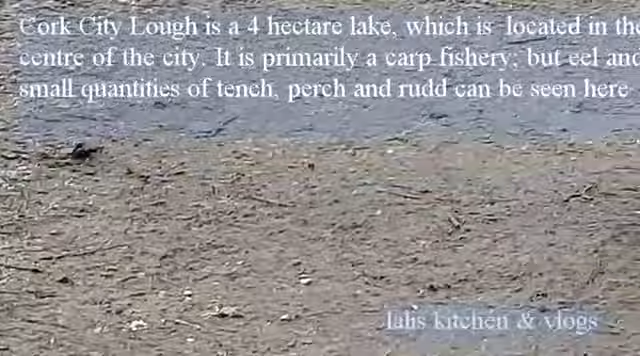 Cork City Lough is a 4 hectare lake, which is located in the
centre of the city. It is primarily a carp fishery; but eel and
small quantities of tench, perch and rudd can be seen here
lahs kitchen & vlogs